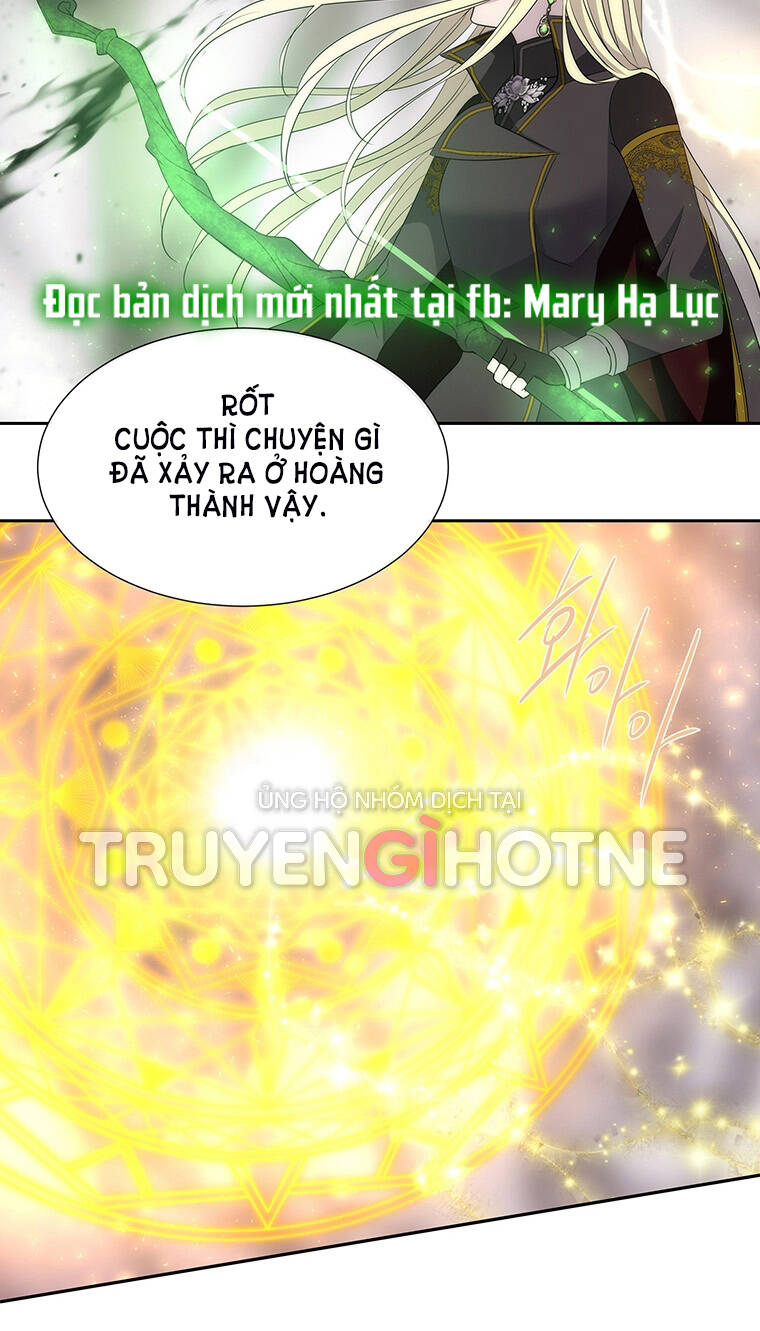 Đọc bản dịch mới nhất tại fb: Mary Hạ Lục
RỐT
CUỘC THÌ CHUYỆN GÌ
ĐÃ XẢY RA Ở HOÀNG
THÀNH VẬY.
화아아
ỦNG HỘ NHÓM DỊCH TẠI
TRUYENGÌHOTNE